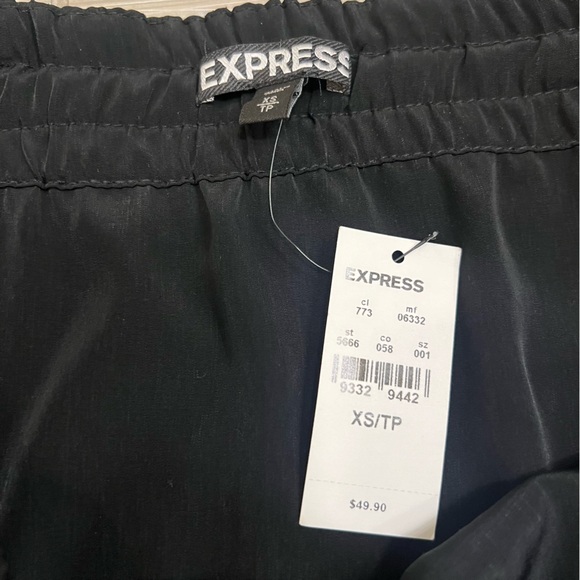 EXPRESS
XS
TP
EXPRESS
cl mf
773 06332
st co sz
5666 058 001
9332 9442
XS/TP
$49.90